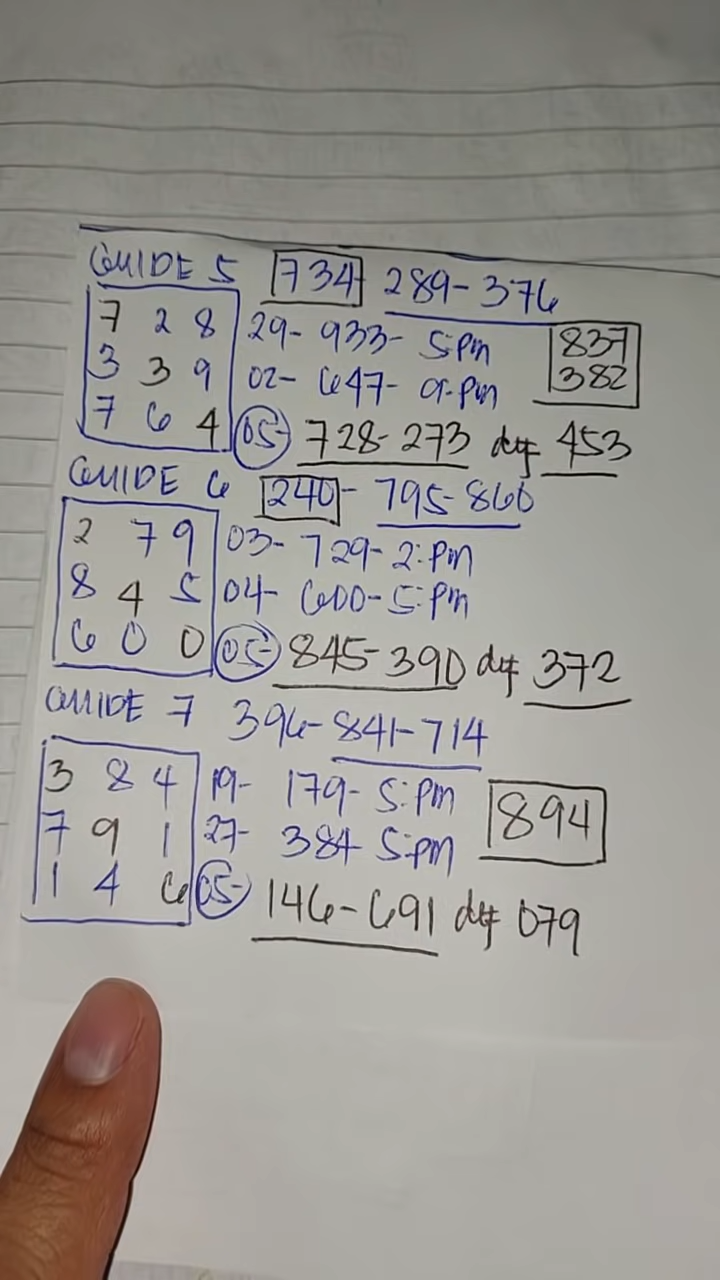 GUIDE 5 734 289-376
7 2 8 29- 933- 5:Pm 837
3 3 9 02- 647- 9:Pm 382
7 6 4 05- 728-273 def 453
GUIDE 6 240- 795-860
2 7 9 03- 729- 2:Pm
8 4 5 04- 600- 5:Pm
6 0 0 05- 845-390 def 372
GUIDE 7 396-841-714
3 8 4 19- 179- 5:Pm 894
7 9 1 27- 384 5:pm
1 4 6 05- 146-691 def 079